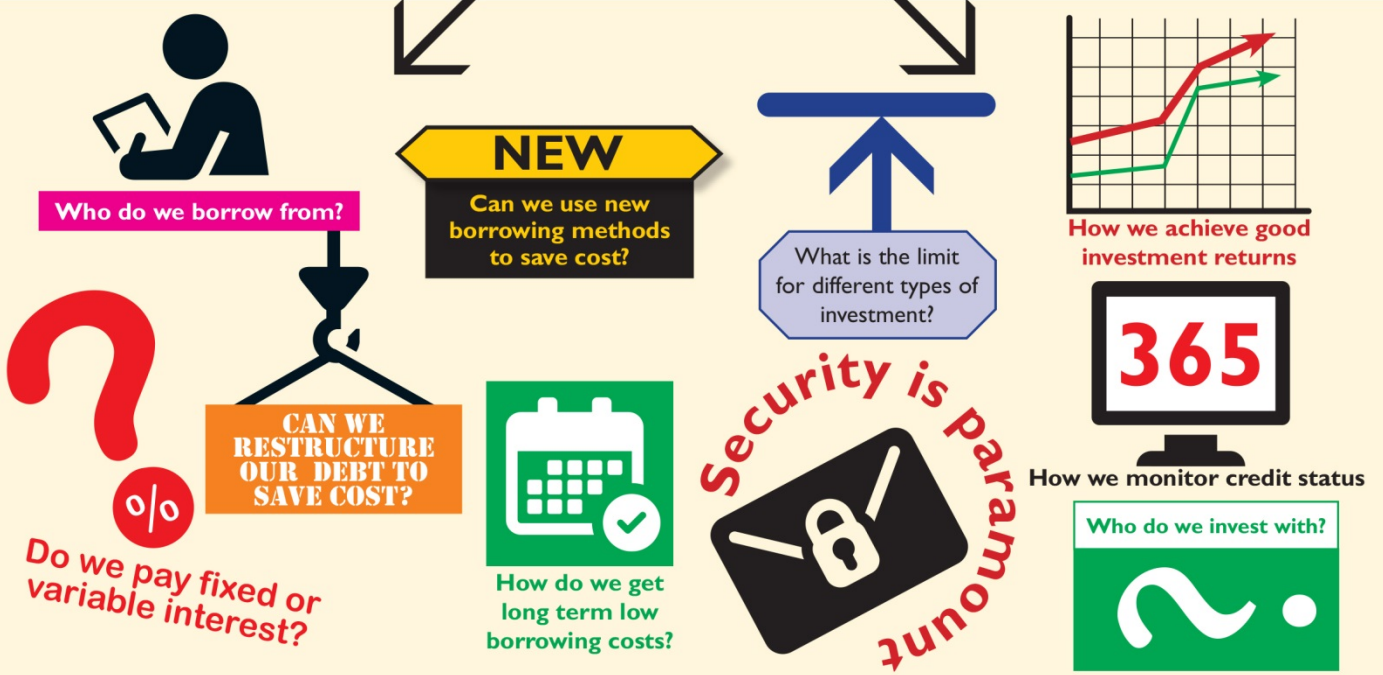 Who do we borrow from?
NEW
Can we use new
borrowing methods
to save cost?
What is the limit
for different types of
investment?
How we achieve good
investment returns
CAN WE
RESTRUCTURE
OUR DEBT TO
SAVE COST?
%
Do we pay fixed or
variable interest?
How do we get
long term low
borrowing costs?
Security is paramount
365
How we monitor credit status
Who do we invest with?
?